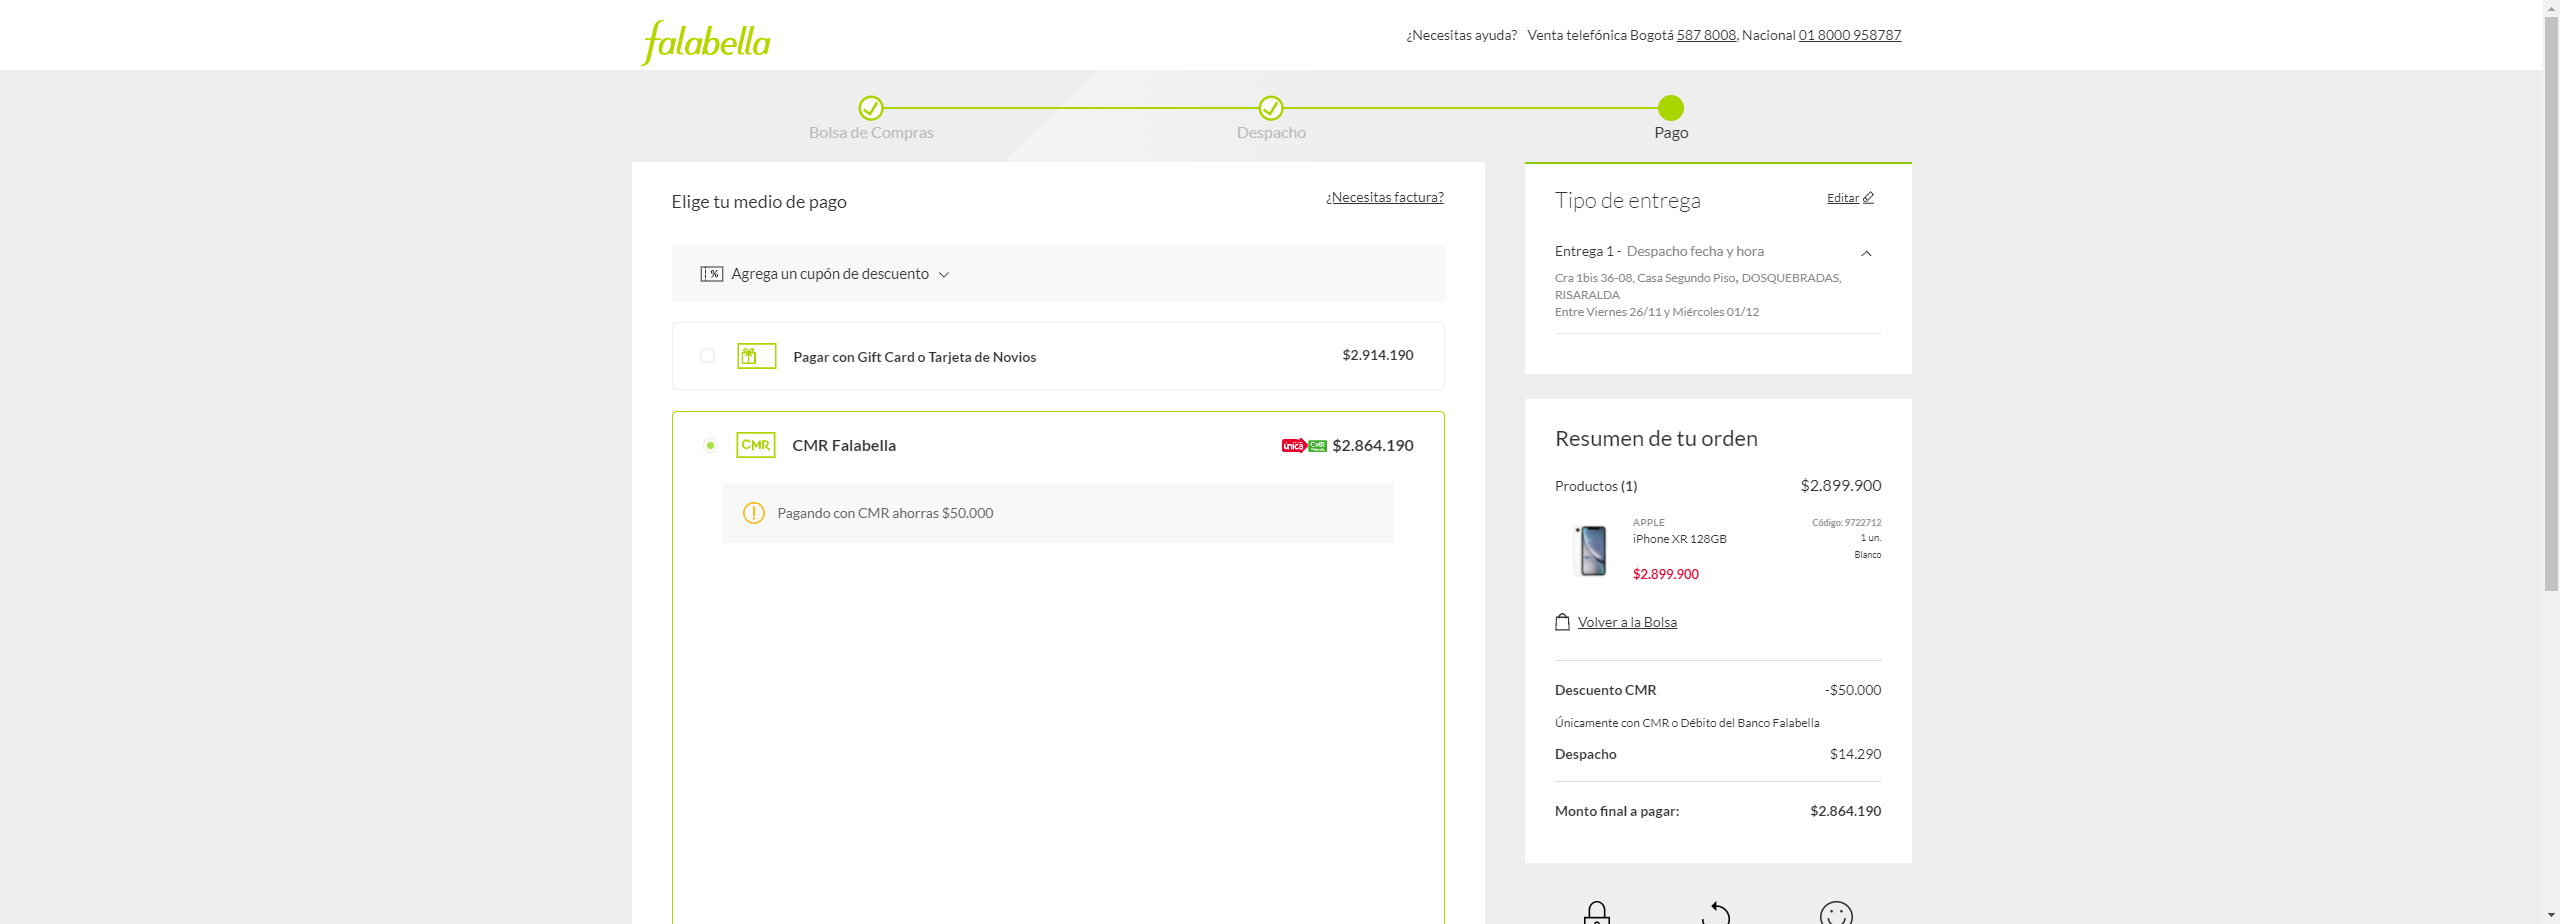 falabella
¿Necesitas ayuda? Venta telefónica Bogotá 587 8008, Nacional 01 8000 958787
Bolsa de Compras
Despacho
Pago
Elige tu medio de pago
¿Necesitas factura?
% Agrega un cupón de descuento
Pagar con Gift Card o Tarjeta de Novios
$2.914.190
CMR CMR Falabella
única CMR $2.864.190
Pagando con CMR ahorras $50.000
Tipo de entrega
Editar
Entrega 1 - Despacho fecha y hora
Cra 1bis 36-08, Casa Segundo Piso, DOSQUEBRADAS,
RISARALDA
Entre Viernes 26/11 y Miércoles 01/12
Resumen de tu orden
Productos (1)
$2.899.900
APPLE
Código: 9722712
iPhone XR 128GB
1 un.
Blanco
$2.899.900
Volver a la Bolsa
Descuento CMR
-$50.000
Únicamente con CMR o Débito del Banco Falabella
Despacho
$14.290
Monto final a pagar:
$2.864.190